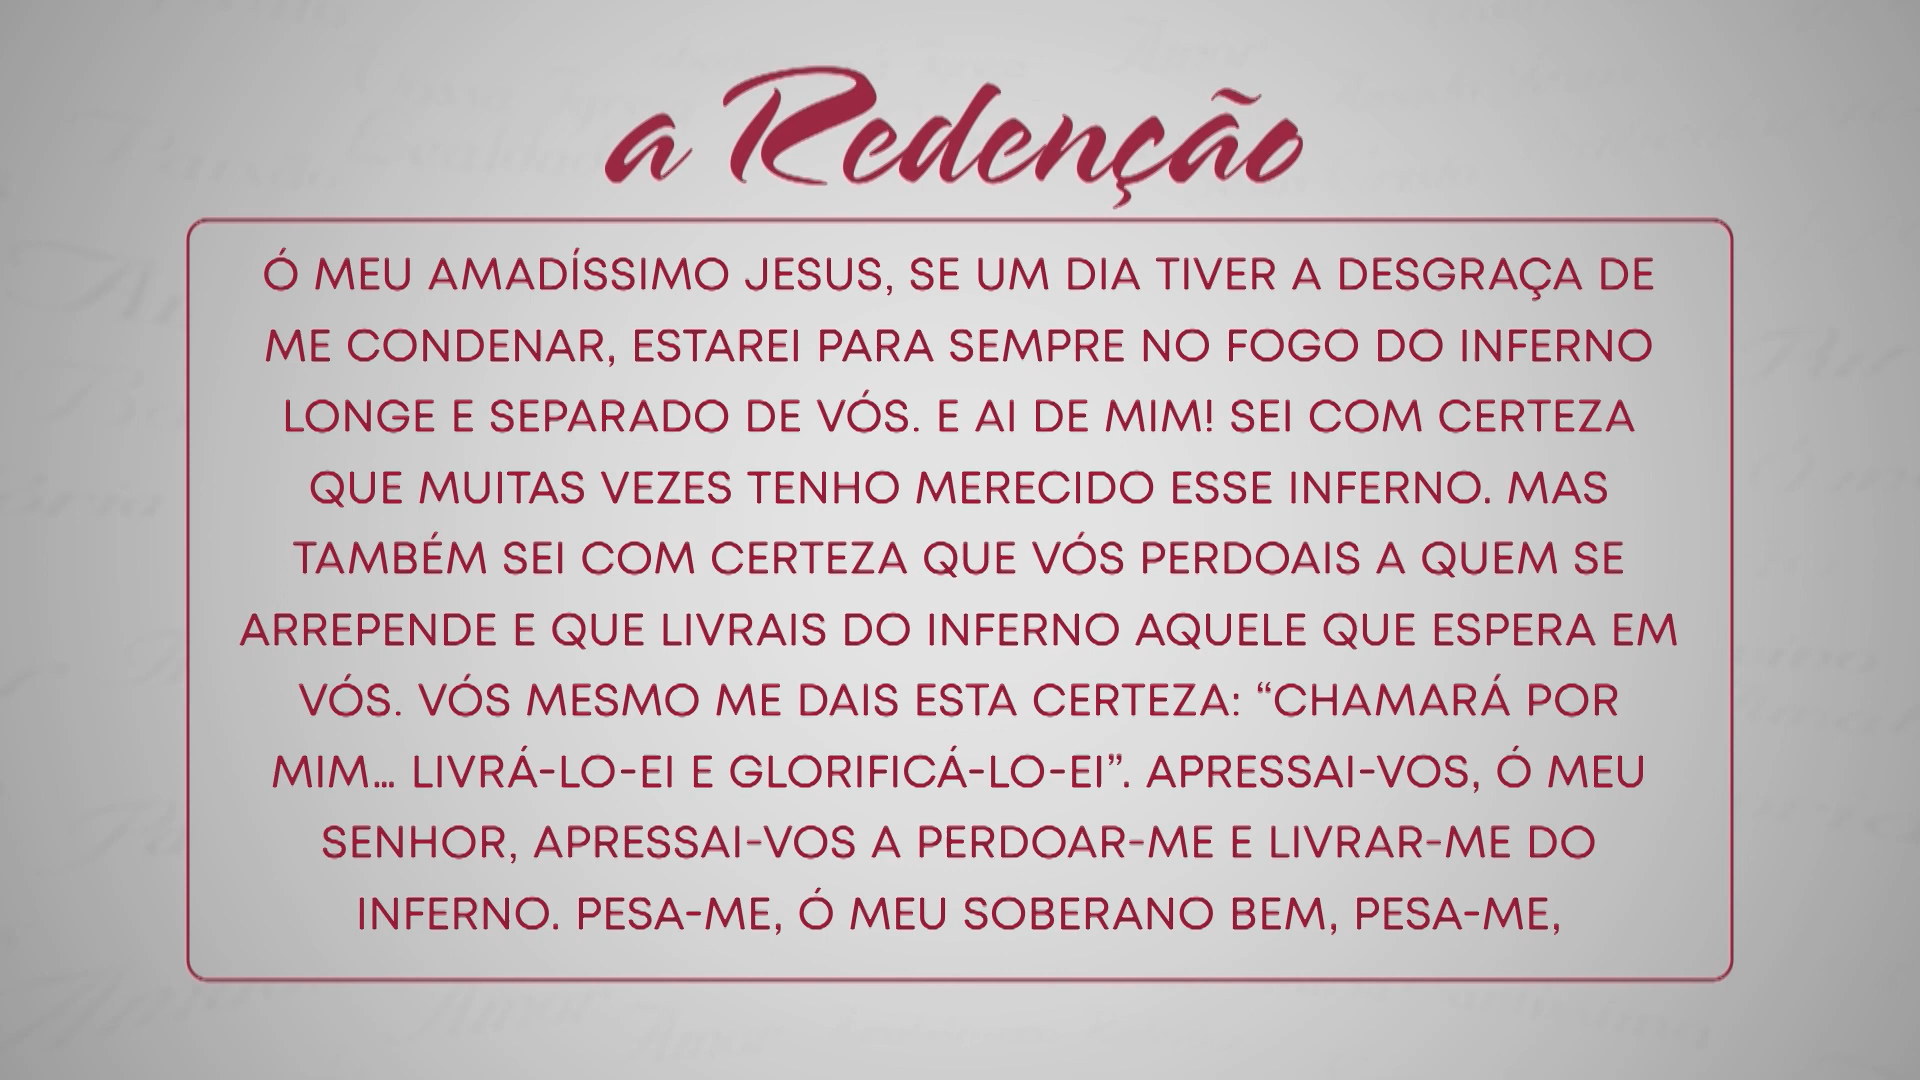 a Redenção
Ó MEU AMADÍSSIMO JESUS, SE UM DIA TIVER A DESGRAÇA DE
ME CONDENAR, ESTAREI PARA SEMPRE NO FOGO DO INFERNO
LONGE E SEPARADO DE VÓS. E AI DE MIM! SEI COM CERTEZA
QUE MUITAS VEZES TENHO MERECIDO ESSE INFERNO. MAS
TAMBÉM SEI COM CERTEZA QUE VÓS PERDOAIS A QUEM SE
ARREPENDE E QUE LIVRAIS DO INFERNO AQUELE QUE ESPERA EM
VÓS. VÓS MESMO ME DAIS ESTA CERTEZA: “CHAMARÁ POR
MIM... LIVRÁ-LO-EI E GLORIFICÁ-LO-EI”. APRESSAI-VOS, Ó MEU
SENHOR, APRESSAI-VOS A PERDOAR-ME E LIVRAR-ME DO
INFERNO. PESA-ME, Ó MEU SOBERANO BEM, PESA-ME,